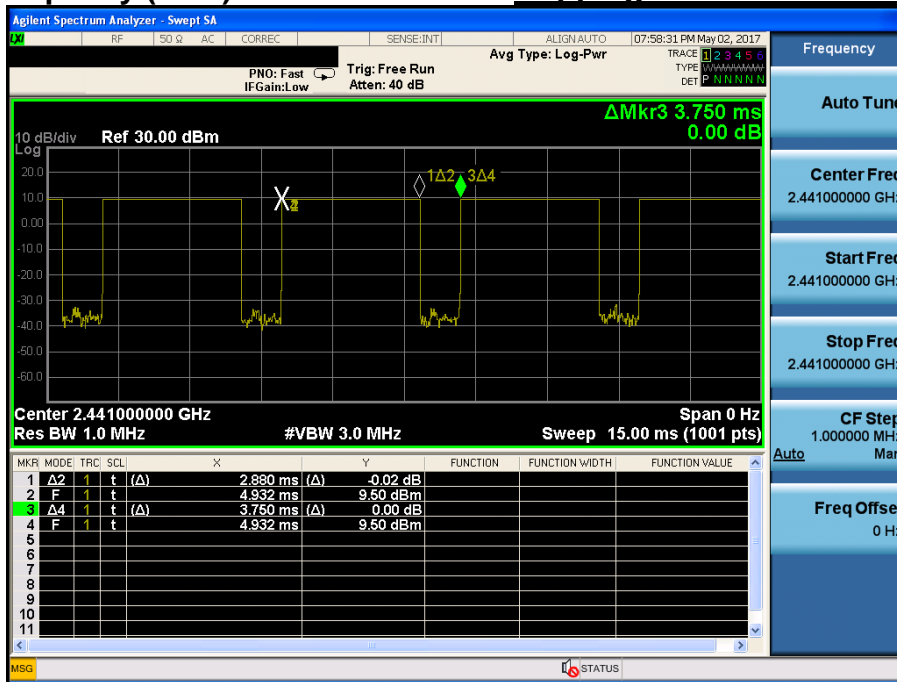 Agilent Spectrum Analyzer - Swept SA
LXI RF 50 Ω AC CORREC SENSE:INT ALIGN AUTO 07:58:31 PM May 02, 2017
PNO: Fast Trig: Free Run Avg Type: Log-Pwr TRACE 1 2 3 4 5 6
IFGain:Low Atten: 40 dB TYPE WWWWWW
DET P N N N N N
Frequency
ΔMkr3 3.750 ms
0.00 dB
10 dB/div Ref 30.00 dBm
Log
20.0
10.0
0.00
-10.0
-20.0
-30.0
-40.0
-50.0
-60.0
1Δ2 3Δ4
Center 2.441000000 GHz Span 0 Hz
Res BW 1.0 MHz #VBW 3.0 MHz Sweep 15.00 ms (1001 pts)
MKR MODE TRC SCL X Y FUNCTION FUNCTION WIDTH FUNCTION VALUE
1 Δ2 1 t (Δ) 2.880 ms (Δ) -0.02 dB
2 F 1 t 4.932 ms 9.50 dBm
3 Δ4 1 t (Δ) 3.750 ms (Δ) 0.00 dB
4 F 1 t 4.932 ms 9.50 dBm
5
6
7
8
9
10
11
Auto Tune
Center Freq
2.441000000 GHz
Start Freq
2.441000000 GHz
Stop Freq
2.441000000 GHz
CF Step
1.000000 MHz
Auto Man
Freq Offset
0 Hz
MSG STATUS